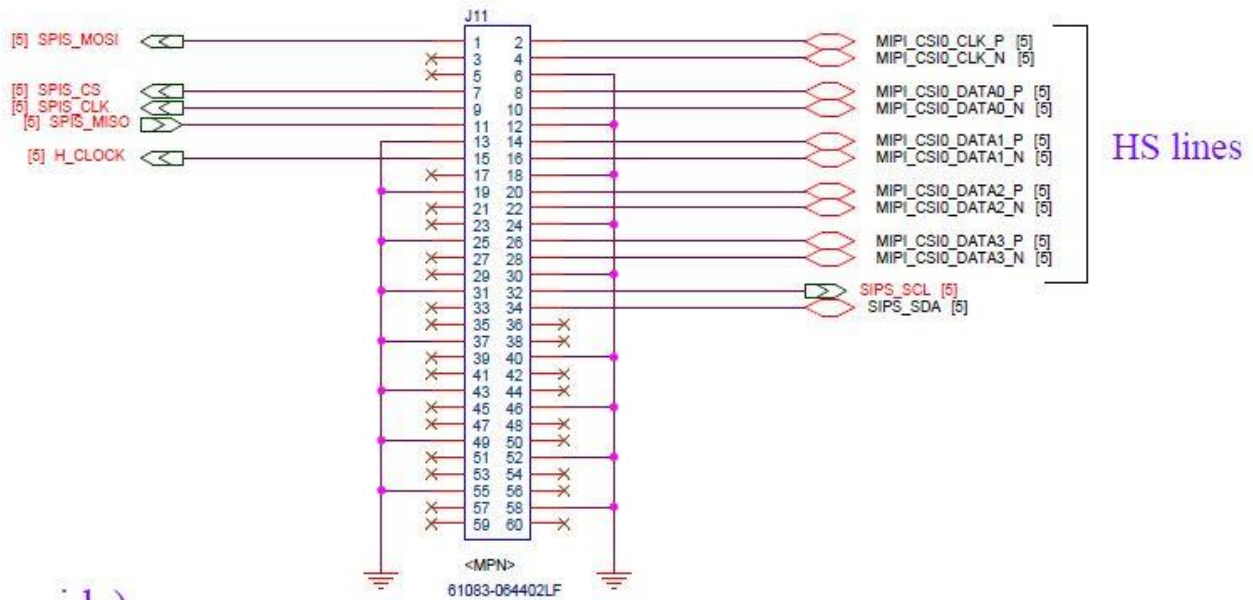 J11
[5] SPIS_MOSI
[5] SPIS_CS
[5] SPIS_CLK
[5] SPIS_MISO
[5] H_CLOCK
1 2
3 4
5 6
7 8
9 10
11 12
13 14
15 16
17 18
19 20
21 22
23 24
25 26
27 28
29 30
31 32
33 34
35 36
37 38
39 40
41 42
43 44
45 46
47 48
49 50
51 52
53 54
55 56
57 58
59 60
MIPI_CSI0_CLK_P [5]
MIPI_CSI0_CLK_N [5]
MIPI_CSI0_DATA0_P [5]
MIPI_CSI0_DATA0_N [5]
MIPI_CSI0_DATA1_P [5]
MIPI_CSI0_DATA1_N [5]
MIPI_CSI0_DATA2_P [5]
MIPI_CSI0_DATA2_N [5]
MIPI_CSI0_DATA3_P [5]
MIPI_CSI0_DATA3_N [5]
SIPS_SCL [5]
SIPS_SDA [5]
HS lines
<MPN>
61083-064402LF